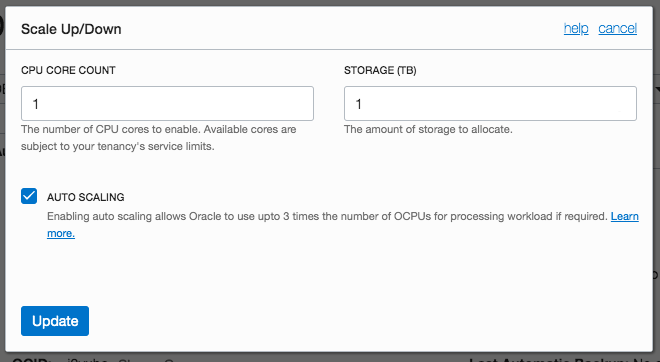 Scale Up/Down
help cancel
CPU CORE COUNT
STORAGE (TB)
1
1
The number of CPU cores to enable. Available cores are
subject to your tenancy's service limits.
The amount of storage to allocate.
AUTO SCALING
Enabling auto scaling allows Oracle to use upto 3 times the number of OCPUs for processing workload if required. Learn
more.
Update